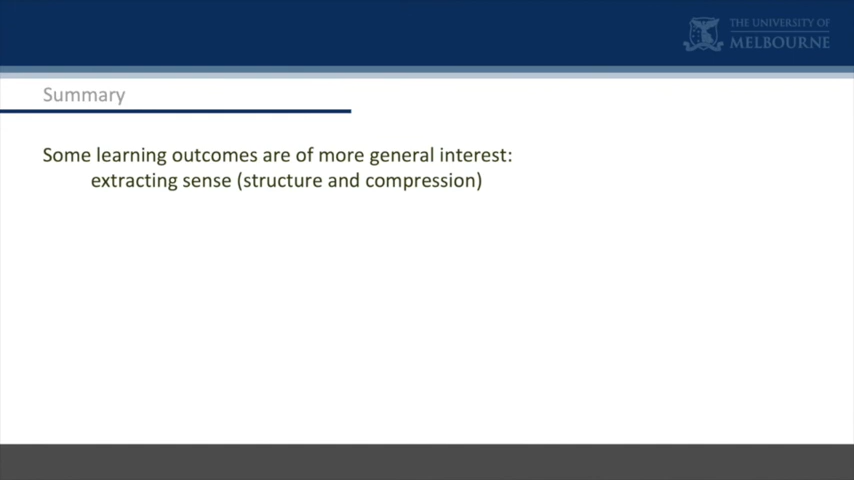 THE UNIVERSITY OF
MELBOURNE
Summary
Some learning outcomes are of more general interest:
extracting sense (structure and compression)